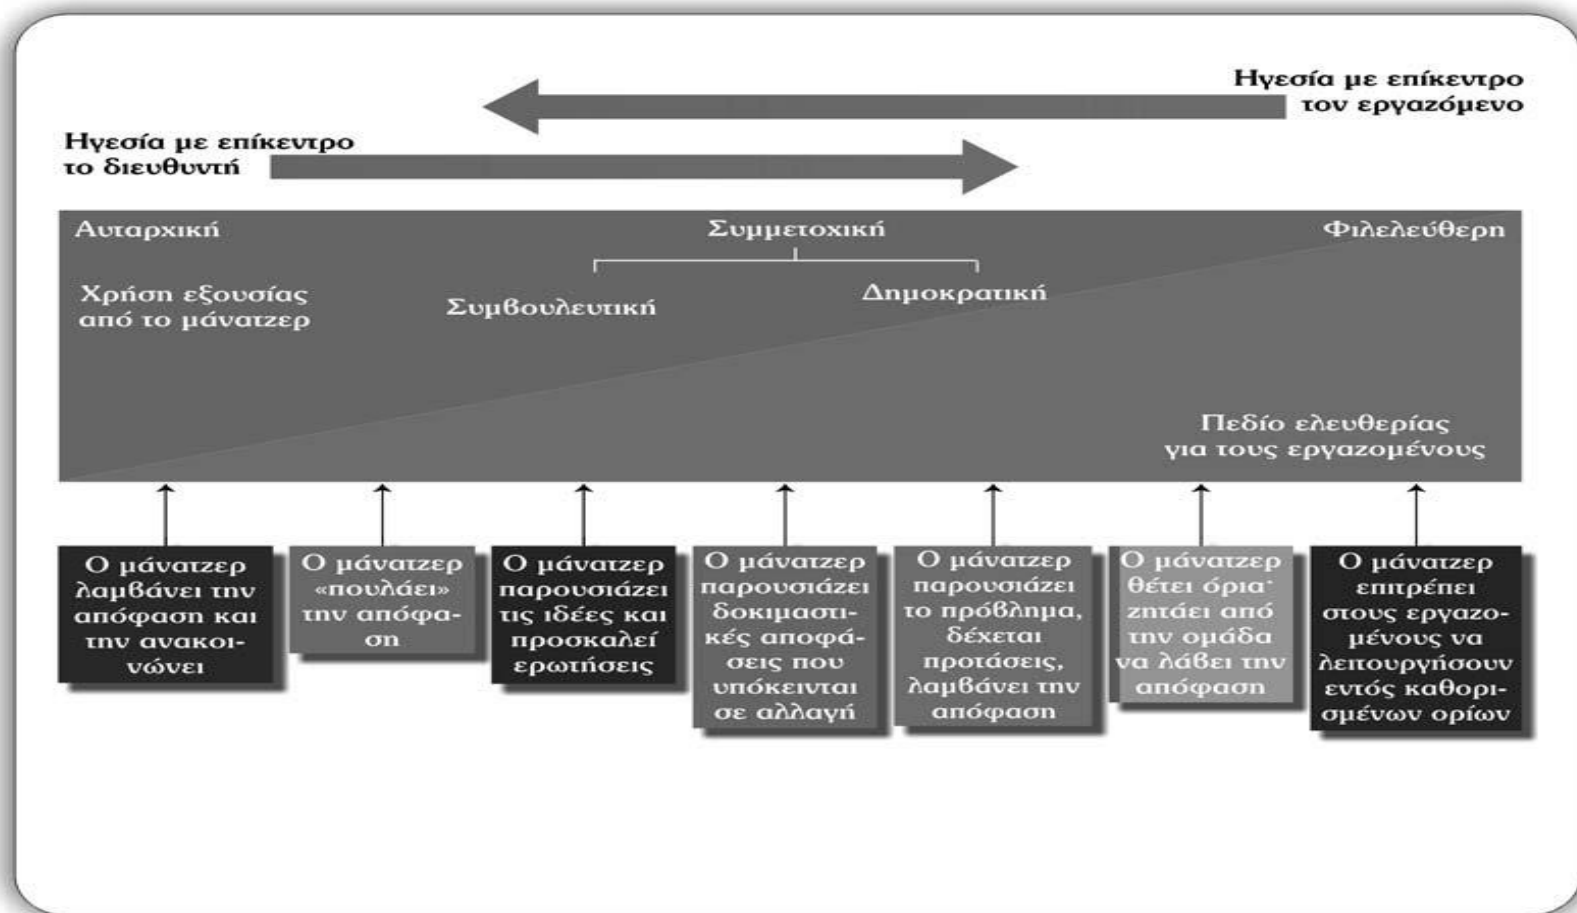 Ηγεσία με επίκεντρο
τον εργαζόμενο
Ηγεσία με επίκεντρο
το διευθυντή
Αυταρχική
Συμμετοχική
Φιλελεύθερη
Χρήση εξουσίας
από το μάνατζερ
Συμβουλευτική
Δημοκρατική
Πεδίο ελευθερίας
για τους εργαζομένους
Ο μάνατζερ
λαμβάνει την
απόφαση και
την ανακοι-
νώνει
Ο μάνατζερ
«πουλάει»
την απόφα-
ση
Ο μάνατζερ
παρουσιάζει
τις ιδέες και
προσκαλεί
ερωτήσεις
Ο μάνατζερ
παρουσιάζει
δοκιμαστι-
κές αποφά-
σεις που
υπόκεινται
σε αλλαγή
Ο μάνατζερ
παρουσιάζει
το πρόβλημα,
δέχεται
προτάσεις,
λαμβάνει την
απόφαση
Ο μάνατζερ
θέτει όρια·
ζητάει από
την ομάδα
να λάβει την
απόφαση
Ο μάνατζερ
επιτρέπει
στους εργαζο-
μένους να
λειτουργήσουν
εντός καθορι-
σμένων ορίων